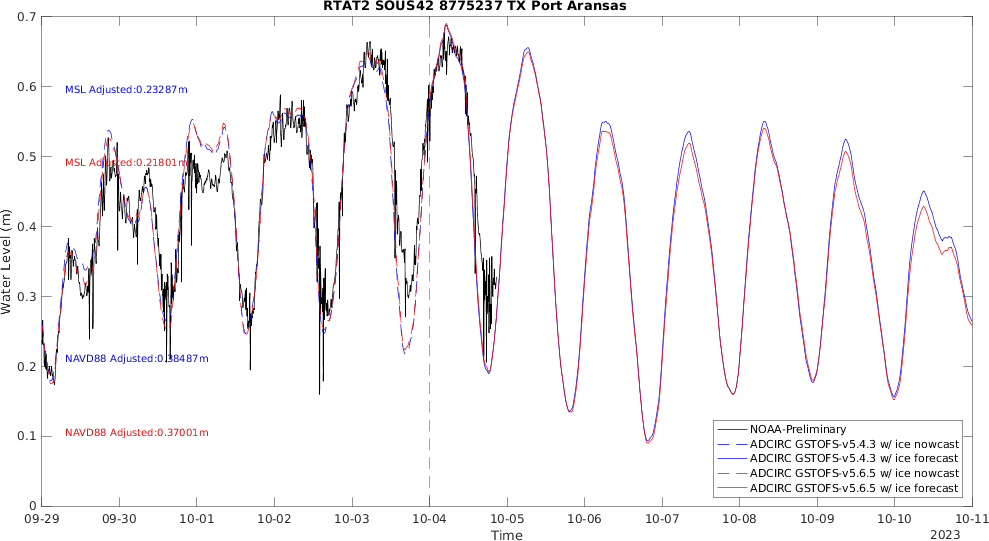 RTAT2 SOUS42 8775237 TX Port Aransas
0.7
0.6
0.5
0.4
0.3
0.2
0.1
0
Water Level (m)
MSL Adjusted:0.23287m
MSL Adjusted:0.21801m
NAVD88 Adjusted:0.38487m
NAVD88 Adjusted:0.37001m
NOAA-Preliminary
ADCIRC GSTOFS-v5.4.3 w/ ice nowcast
ADCIRC GSTOFS-v5.4.3 w/ ice forecast
ADCIRC GSTOFS-v5.6.5 w/ ice nowcast
ADCIRC GSTOFS-v5.6.5 w/ ice forecast
09-29 09-30 10-01 10-02 10-03 10-04 10-05 10-06 10-07 10-08 10-09 10-10 10-11
Time
2023